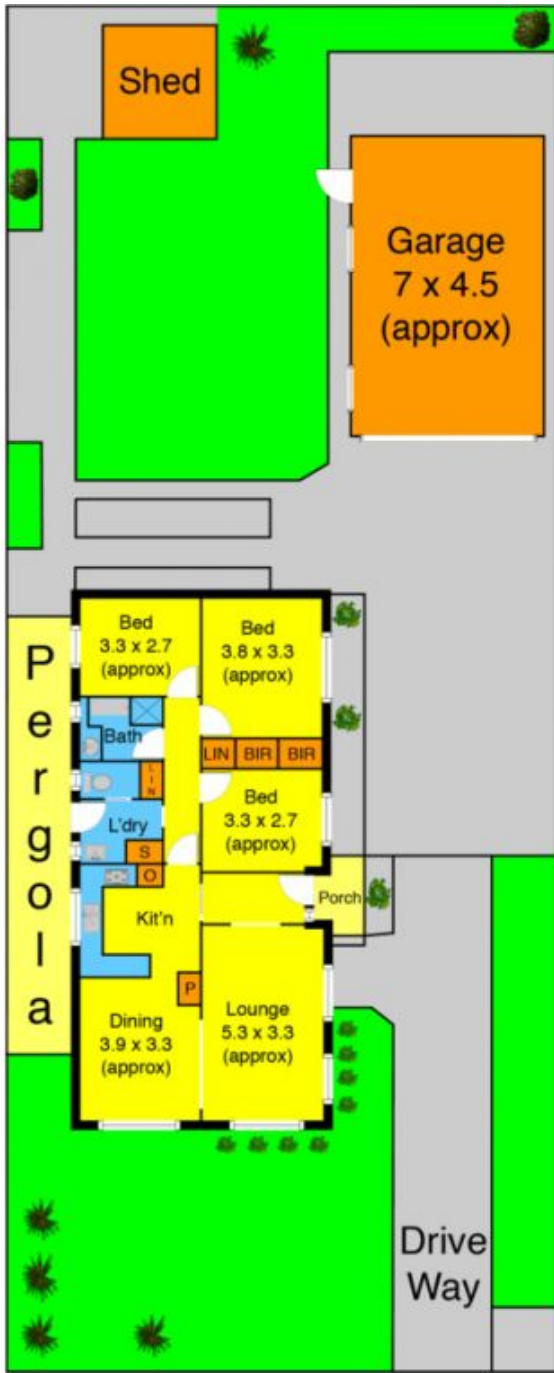 Shed
Garage
7 x 4.5
(approx)
Pergola
Bed
3.3 x 2.7
(approx)
Bed
3.8 x 3.3
(approx)
Bath
LIN
BIR
BIR
LIN
Bed
3.3 x 2.7
(approx)
L'dry
S
O
Kit'n
Porch
P
Dining
3.9 x 3.3
(approx)
Lounge
5.3 x 3.3
(approx)
Drive
Way